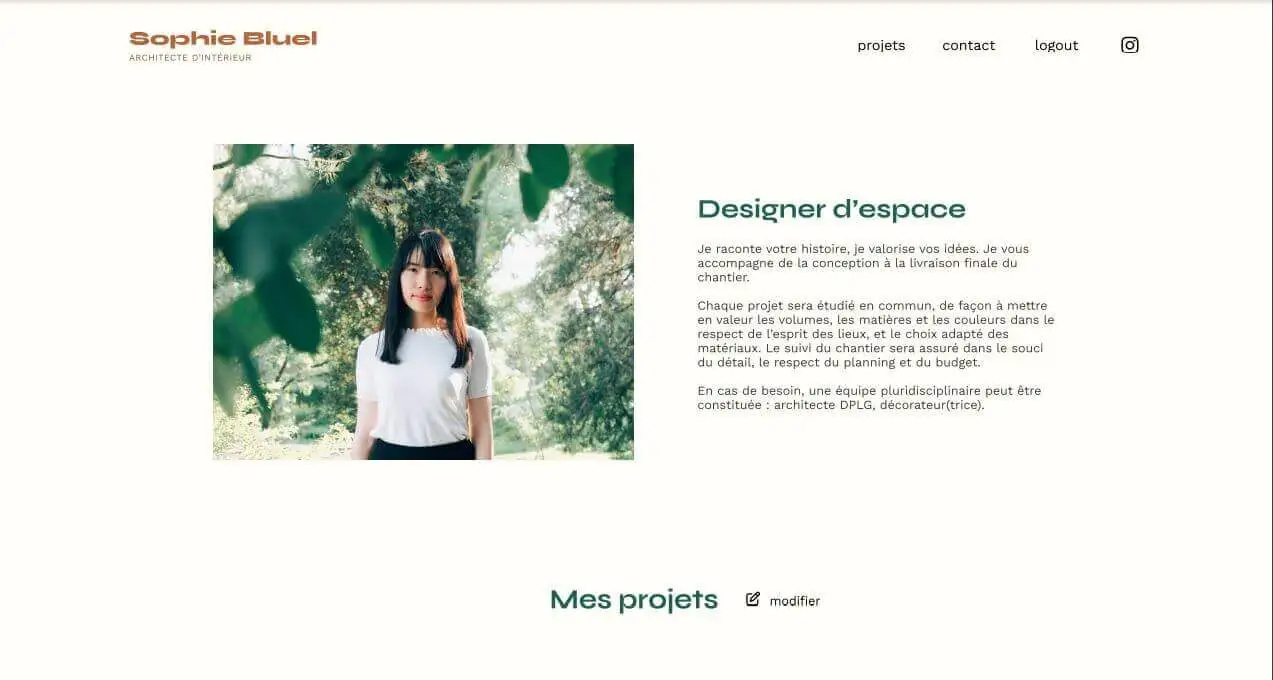 Sophie Bluel
ARCHITECTE D'INTÉRIEUR
projets contact logout
Designer d'espace
Je raconte votre histoire, je valorise vos idées. Je vous
accompagne de la conception à la livraison finale du
chantier.
Chaque projet sera étudié en commun, de façon à mettre
en valeur les volumes, les matières et les couleurs dans le
respect de l'esprit des lieux, et le choix adapté des
matériaux. Le suivi du chantier sera assuré dans le souci
du détail, le respect du planning et du budget.
En cas de besoin, une équipe pluridisciplinaire peut être
constituée : architecte DPLG, décorateur(trice).
Mes projets modifier